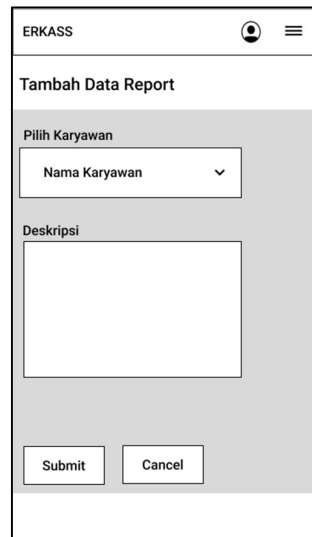 ERKASS
Tambah Data Report
Pilih Karyawan
Nama Karyawan
Deskripsi
Submit
Cancel